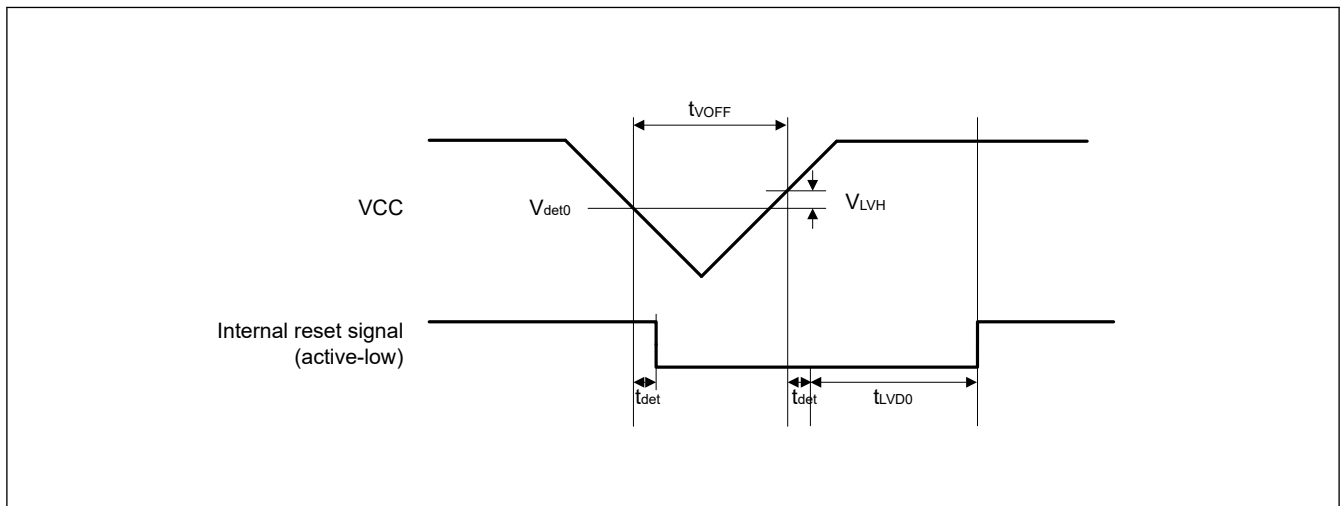 tVOFF
VCC
Vdet0
VLVH
Internal reset signal
(active-low)
tdet
tdet
tLVD0